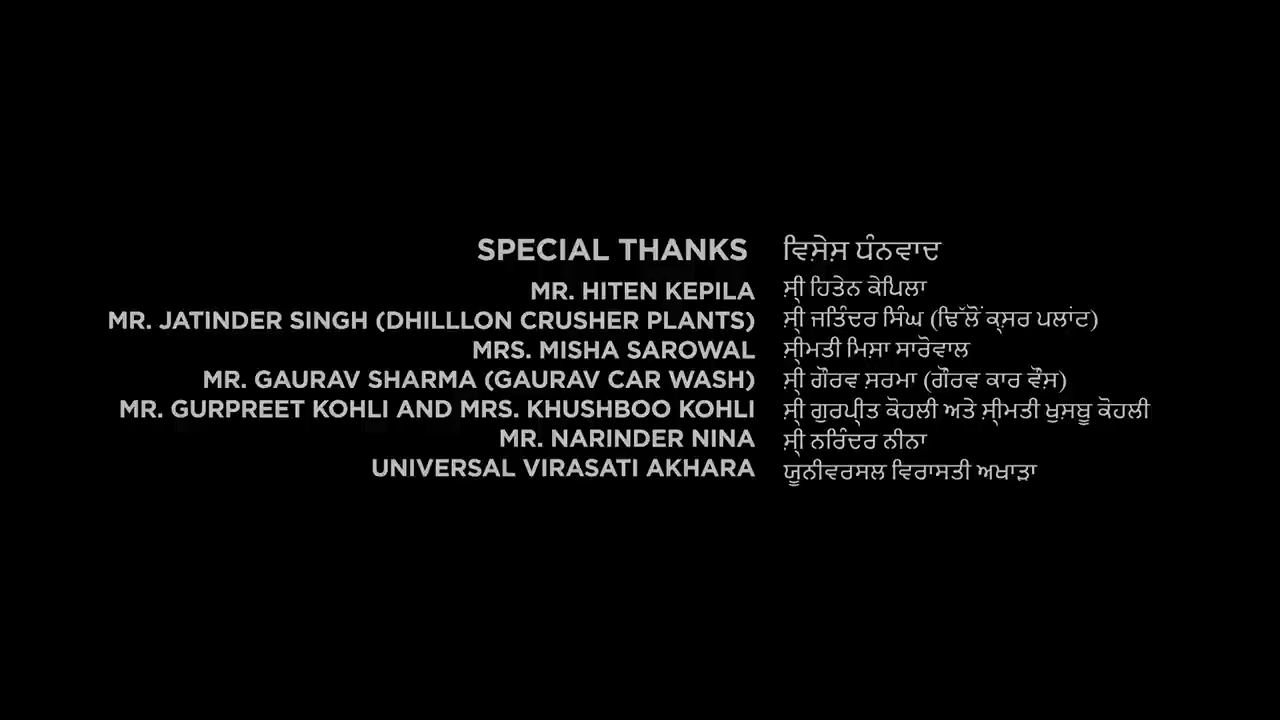 SPECIAL THANKS ਵਿਸ਼ੇਸ਼ ਧੰਨਵਾਦ
MR. HITEN KEPILA ਸ਼੍ਰੀ ਹਿਤੇਨ ਕੇਪਿਲਾ
MR. JATINDER SINGH (DHILLLON CRUSHER PLANTS) ਸ਼੍ਰੀ ਜਤਿੰਦਰ ਸਿੰਘ (ਢਿੱਲੋਂ ਕ੍ਰਸ਼ਰ ਪਲਾਂਟ)
MRS. MISHA SAROWAL ਸ਼੍ਰੀਮਤੀ ਮਿਸ਼ਾ ਸਾਰੋਵਾਲ
MR. GAURAV SHARMA (GAURAV CAR WASH) ਸ਼੍ਰੀ ਗੌਰਵ ਸ਼ਰਮਾ (ਗੌਰਵ ਕਾਰ ਵੌਸ਼)
MR. GURPREET KOHLI AND MRS. KHUSHBOO KOHLI ਸ਼੍ਰੀ ਗੁਰਪ੍ਰੀਤ ਕੋਹਲੀ ਅਤੇ ਸ਼੍ਰੀਮਤੀ ਖੁਸ਼ਬੂ ਕੋਹਲੀ
MR. NARINDER NINA ਸ਼੍ਰੀ ਨਰਿੰਦਰ ਨੀਨਾ
UNIVERSAL VIRASATI AKHARA ਯੂਨੀਵਰਸਲ ਵਿਰਾਸਤੀ ਅਖਾੜਾ